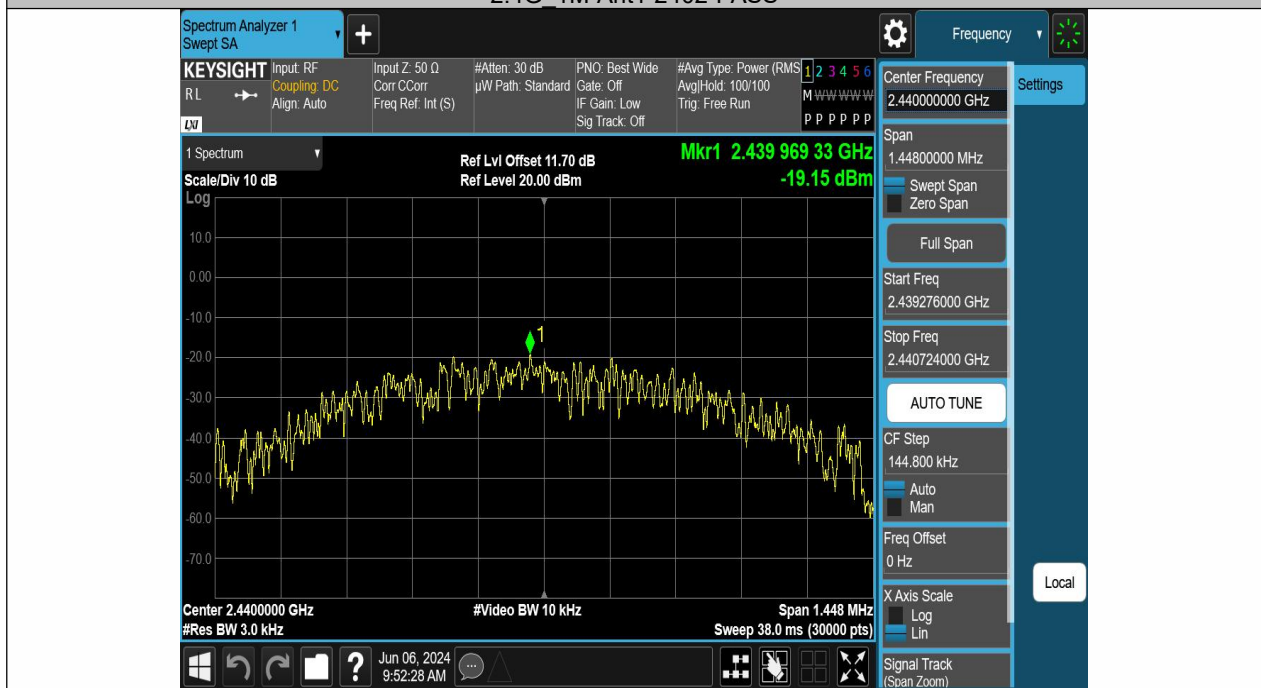 Spectrum Analyzer 1
Swept SA
Frequency
KEYSIGHT
R L
LXI
Input: RF
Coupling: DC
Align: Auto
Input Z: 50 Ω
Corr CCorr
Freq Ref: Int (S)
#Atten: 30 dB
µW Path: Standard
PNO: Best Wide
Gate: Off
IF Gain: Low
Sig Track: Off
#Avg Type: Power (RMS
Avg|Hold: 100/100
Trig: Free Run
1 2 3 4 5 6
M W W W W W
P P P P P P
Center Frequency
2.440000000 GHz
Settings
Span
1.44800000 MHz
Swept Span
Zero Span
Full Span
Start Freq
2.439276000 GHz
Stop Freq
2.440724000 GHz
AUTO TUNE
CF Step
144.800 kHz
Auto
Man
Freq Offset
0 Hz
X Axis Scale
Log
Lin
Signal Track
(Span Zoom)
Local
1 Spectrum
Scale/Div 10 dB
Log
Ref Lvl Offset 11.70 dB
Ref Level 20.00 dBm
Mkr1 2.439 969 33 GHz
-19.15 dBm
1
10.0
0.00
-10.0
-20.0
-30.0
-40.0
-50.0
-60.0
-70.0
Center 2.4400000 GHz
#Video BW 10 kHz
Span 1.448 MHz
#Res BW 3.0 kHz
Sweep 38.0 ms (30000 pts)
?
Jun 06, 2024
9:52:28 AM